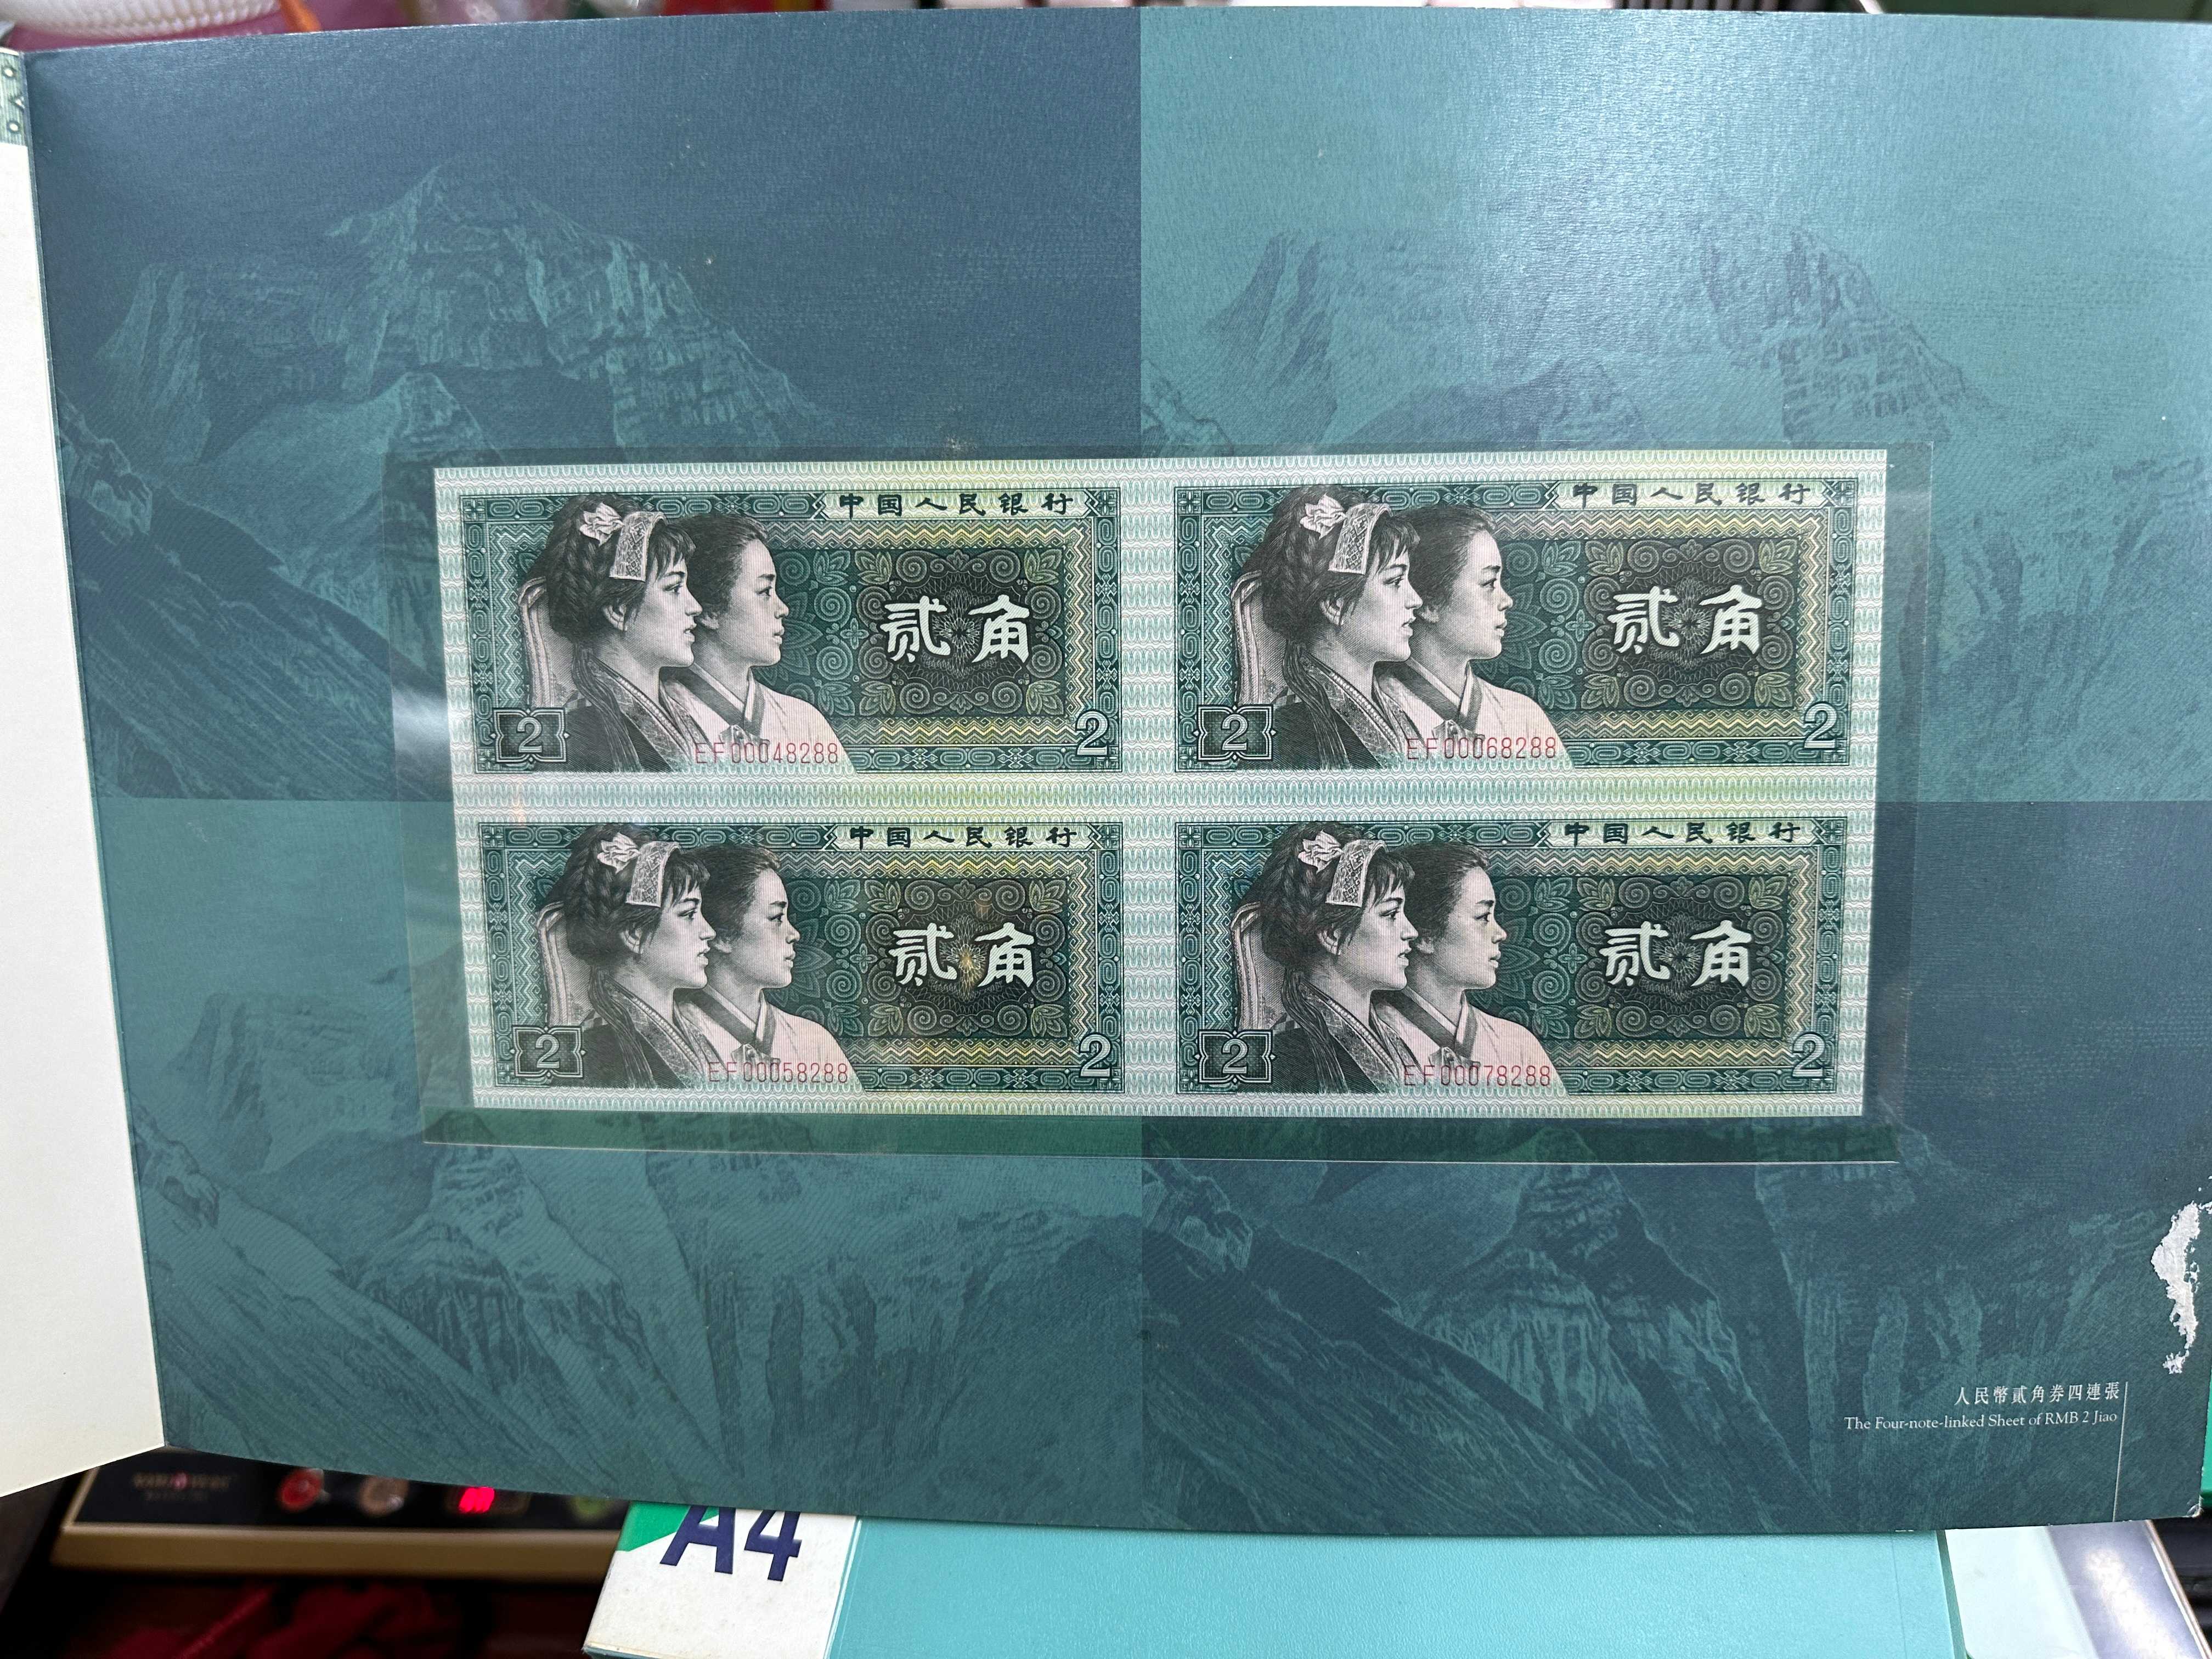 中国人民银行
贰角
2
2
EF00048288
中国人民银行
贰角
2
2
EF00068288
中国人民银行
贰角
2
2
EF00058288
中国人民银行
贰角
2
2
EF00078288
人民幣貳角券四連張
The Four-note-linked Sheet of RMB 2 Jiao
A4